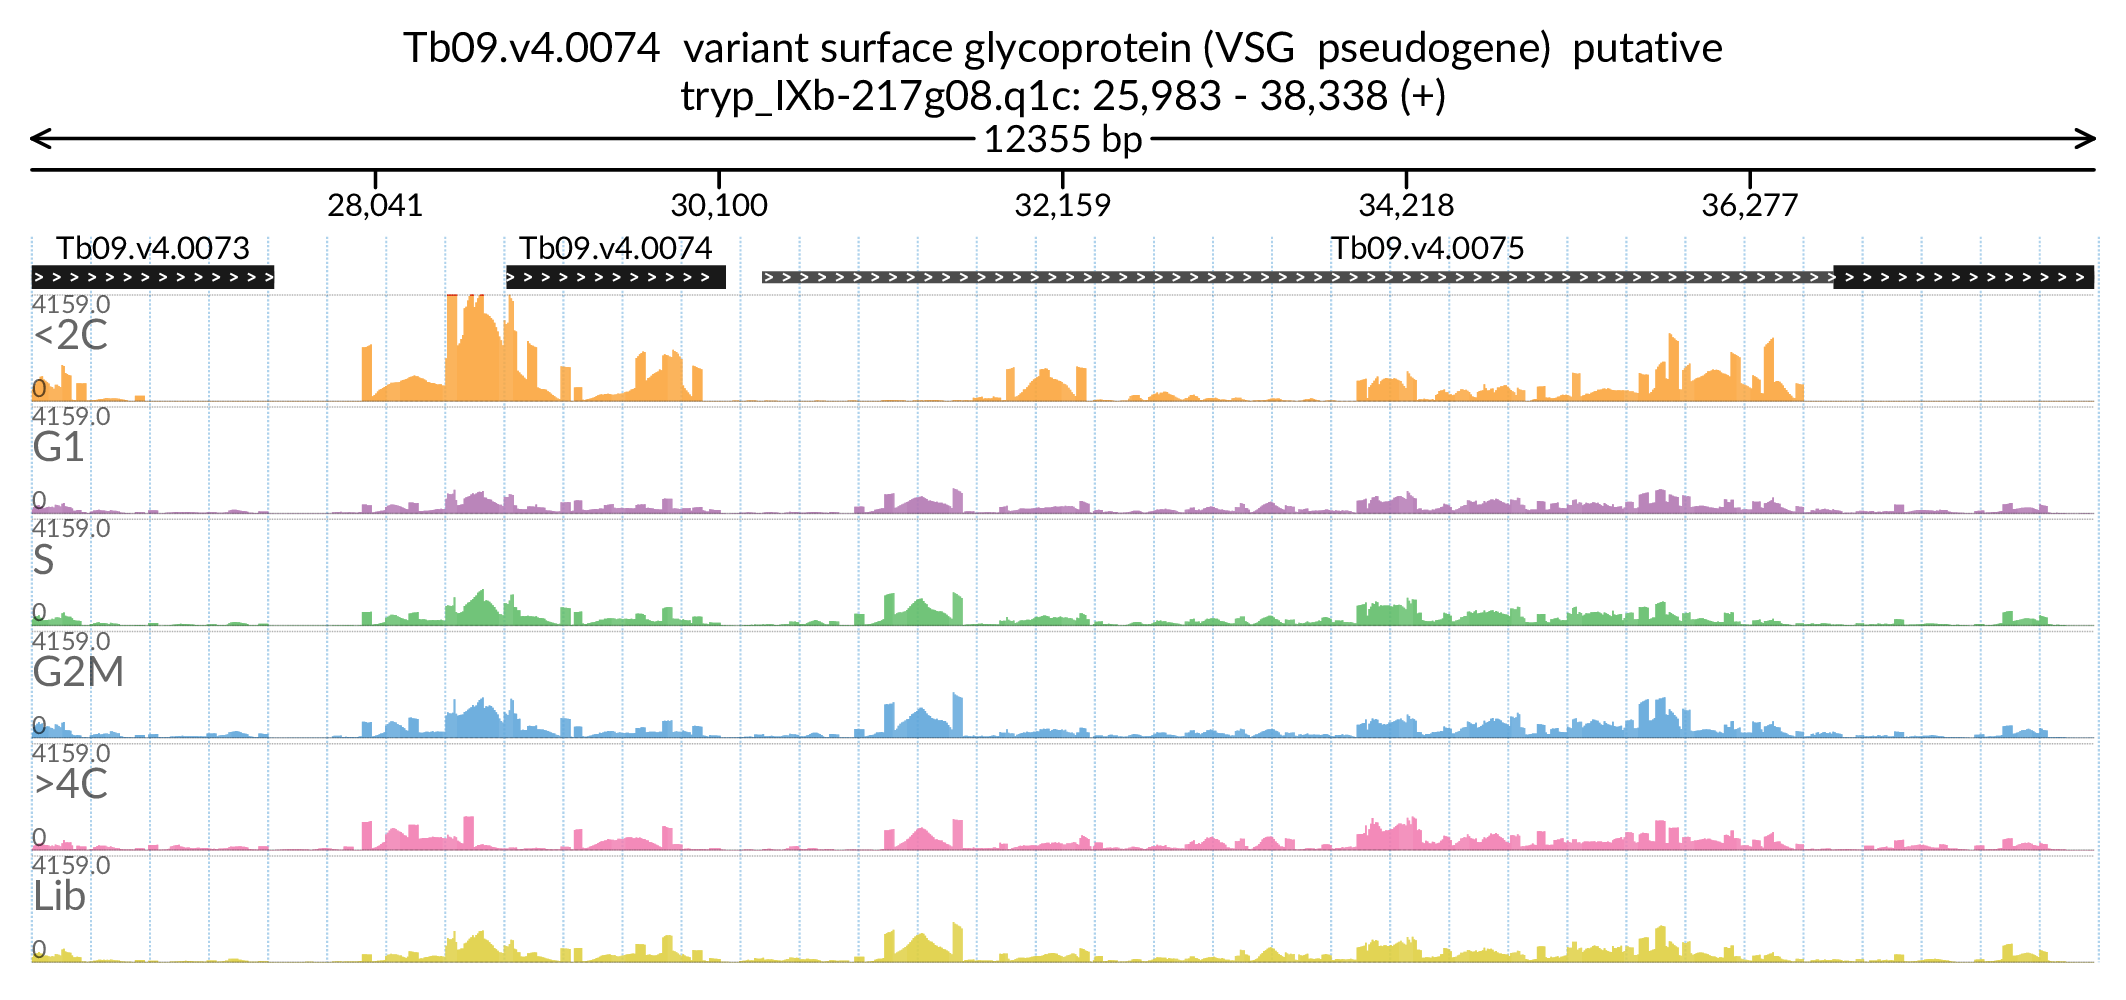 Tb09.v4.0074 variant surface glycoprotein (VSG pseudogene) putative
tryp_IXb-217g08.q1c: 25,983 - 38,338 (+)
12355 bp
28,041 30,100 32,159 34,218 36,277
Tb09.v4.0073 Tb09.v4.0074 Tb09.v4.0075
4159.0
<2C
0
4159.0
G1
0
4159.0
S
0
4159.0
G2M
0
4159.0
>4C
0
4159.0
Lib
0